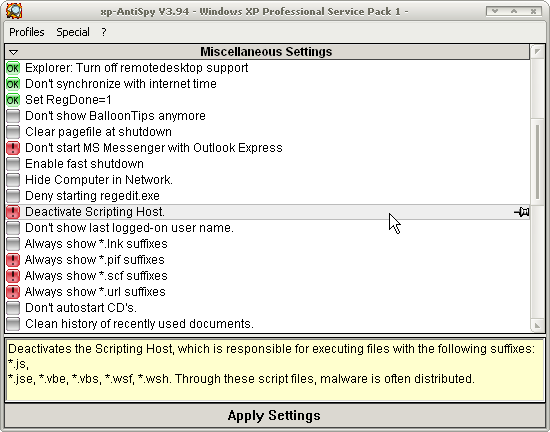 xp-AntiSpy V3.94 - Windows XP Professional Service Pack 1 -
Profiles Special ?
Miscellaneous Settings
OK Explorer: Turn off remotedesktop support
OK Don't synchronize with internet time
OK Set RegDone=1
Don't show BalloonTips anymore
Clear pagefile at shutdown
! Don't start MS Messenger with Outlook Express
Enable fast shutdown
Hide Computer in Network.
Deny starting regedit.exe
! Deactivate Scripting Host.
Don't show last logged-on user name.
! Always show *.lnk suffixes
! Always show *.pif suffixes
! Always show *.scf suffixes
! Always show *.url suffixes
Don't autostart CD's.
Clean history of recently used documents.
Deactivates the Scripting Host, which is responsible for executing files with the following suffixes:
*.js,
*.jse, *.vbe, *.vbs, *.wsf, *.wsh. Through these script files, malware is often distributed.
Apply Settings